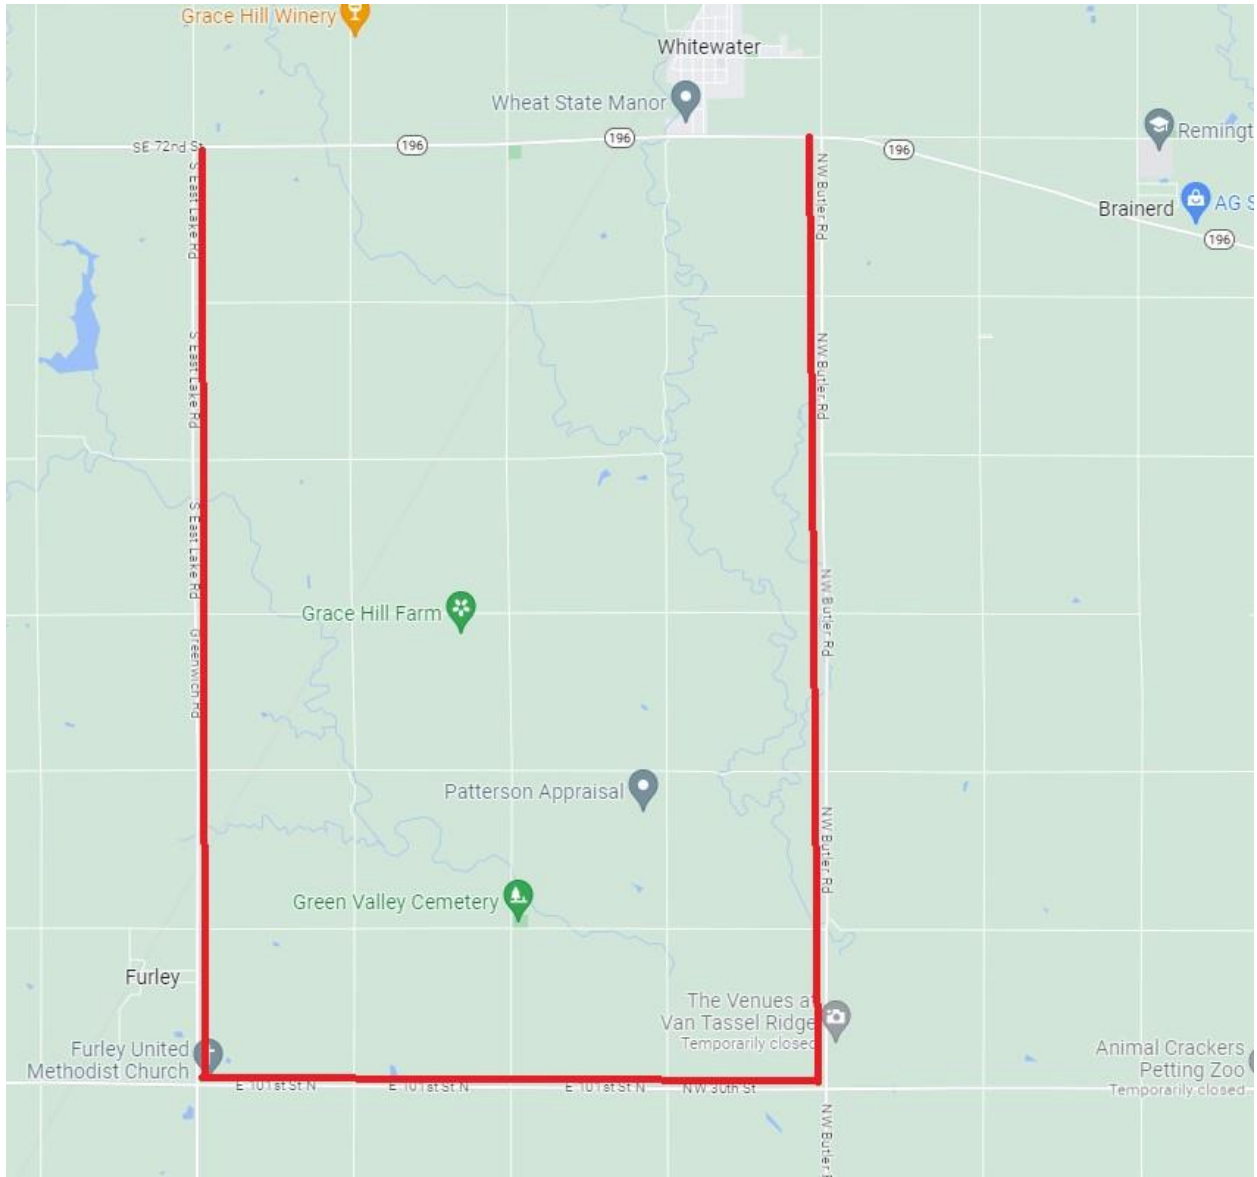 Grace Hill Winery
Whitewater
Wheat State Manor
SE 72nd St
196
196
196
Remingt
Brainerd
AG S
196
S East Lake Rd
NW Butler Rd
S East Lake Rd
NW Butler Rd
S East Lake Rd
NW Butler Rd
Grace Hill Farm
Greenwich Rd
Patterson Appraisal
NW Butler Rd
Green Valley Cemetery
Furley
The Venues at
Van Tassel Ridge
Temporarily closed
Furley United
Methodist Church
Animal Crackers
Petting Zoo
Temporarily closed
E 101st St N
E 101st St N
E 101st St N
NW 30th St
NW Butler R